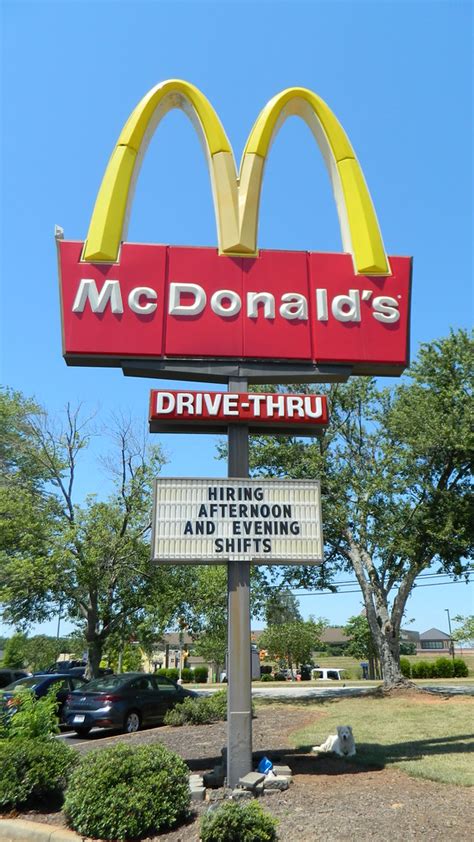 McDonald's
DRIVE-THRU
HIRING
AFTERNOON
AND EVENING
SHIFTS